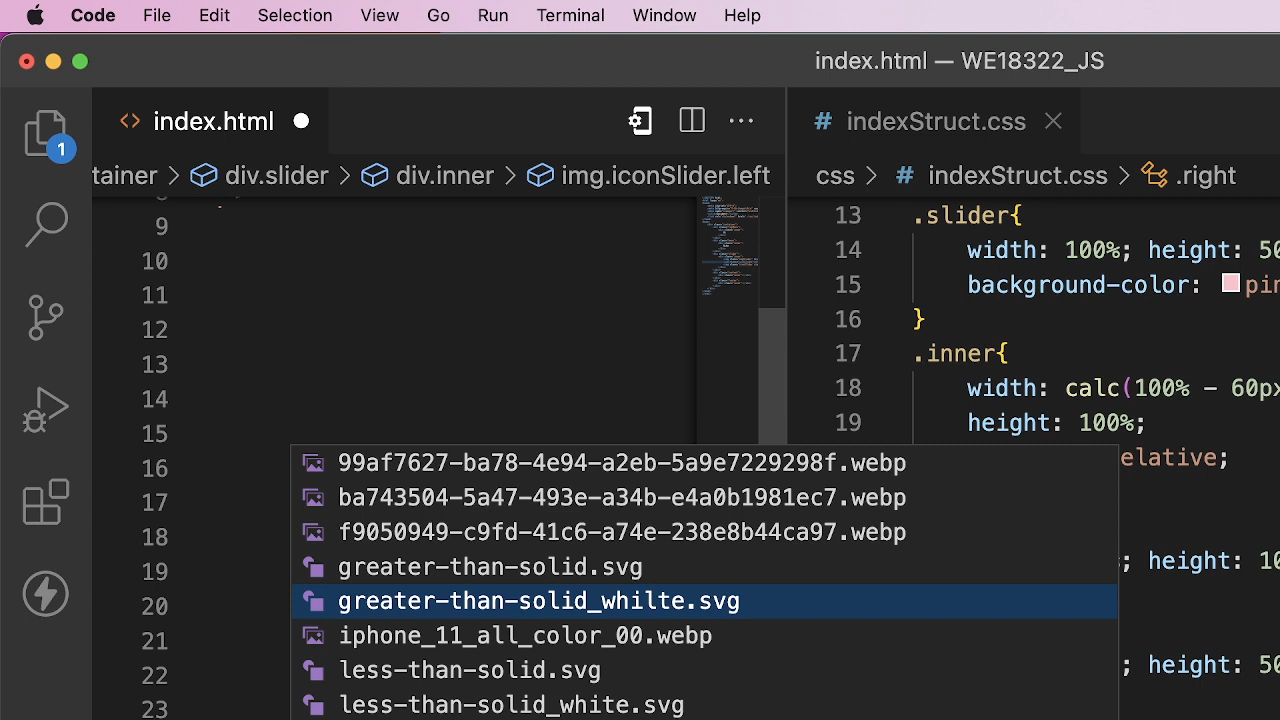 Code File Edit Selection View Go Run Terminal Window Help
index.html — WE18322_JS
<> index.html
# indexStruct.css
tainer > div.slider > div.inner > img.iconSlider.left
css > # indexStruct.css > .right
1
9
10
11
12
13
14
15
16
17
18
19
20
21
22
23
99af7627-ba78-4e94-a2eb-5a9e7229298f.webp
ba743504-5a47-493e-a34b-e4a0b1981ec7.webp
f9050949-c9fd-41c6-a74e-238e8b44ca97.webp
greater-than-solid.svg
greater-than-solid_whilte.svg
iphone_11_all_color_00.webp
less-than-solid.svg
less-than-solid_white.svg
13 .slider{
14 width: 100%; height: 50
15 background-color: pin
16 }
17 .inner{
18 width: calc(100% - 60px
19 height: 100%;
elative;
; height: 10
; height: 50